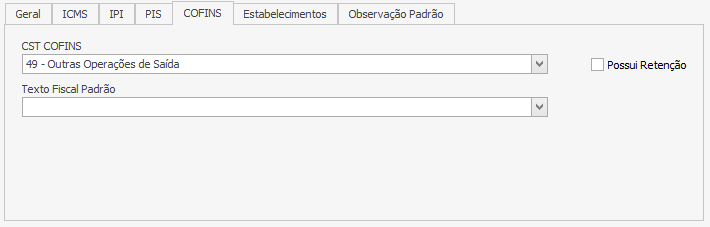 Geral ICMS IPI PIS COFINS Estabelecimentos Observação Padrão
CST COFINS
49 - Outras Operações de Saída Possui Retenção
Texto Fiscal Padrão